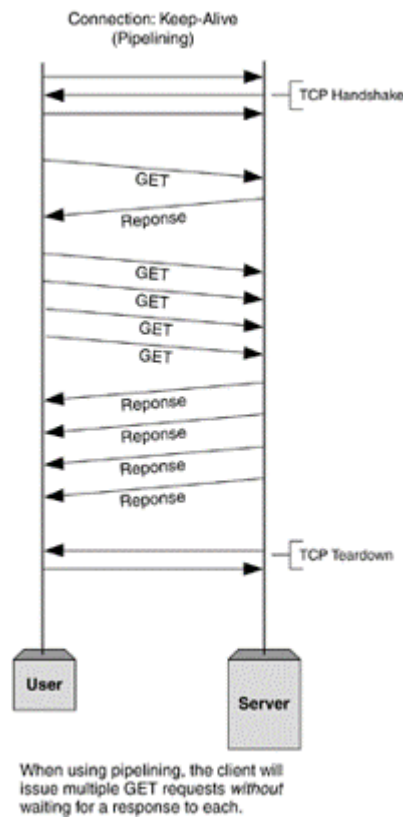 Connection: Keep-Alive
(Pipelining)
TCP Handshake
GET
Reponse
GET
GET
GET
GET
Reponse
Reponse
Reponse
Reponse
TCP Teardown
User
Server
When using pipelining, the client will
issue multiple GET requests without
waiting for a response to each.